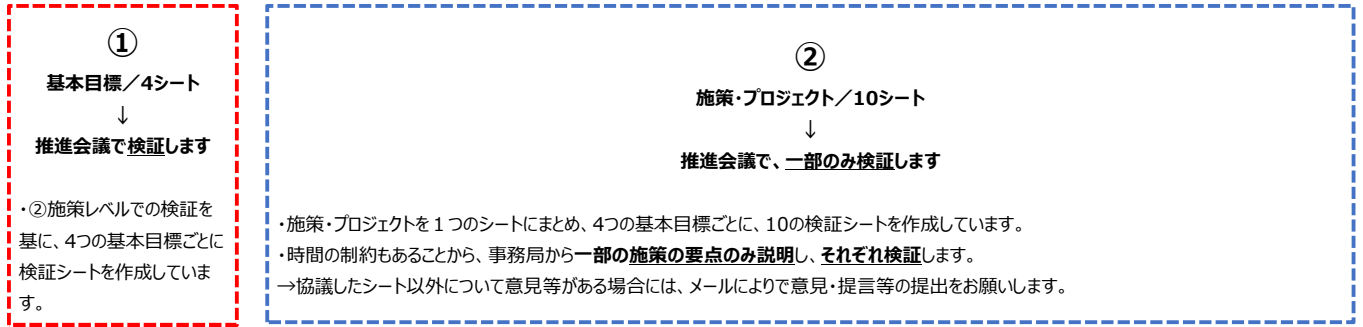 ①
基本目標／4シート
↓
推進会議で検証します
・②施策レベルでの検証を
基に、4つの基本目標ごとに
検証シートを作成していま
す。
②
施策・プロジェクト／10シート
↓
推進会議で、一部のみ検証します
・施策・プロジェクトを１つのシートにまとめ、4つの基本目標ごとに、10の検証シートを作成しています。
・時間の制約もあることから、事務局から一部の施策の要点のみ説明し、それぞれ検証します。
→協議したシート以外について意見等がある場合には、メールによりで意見・提言等の提出をお願いします。